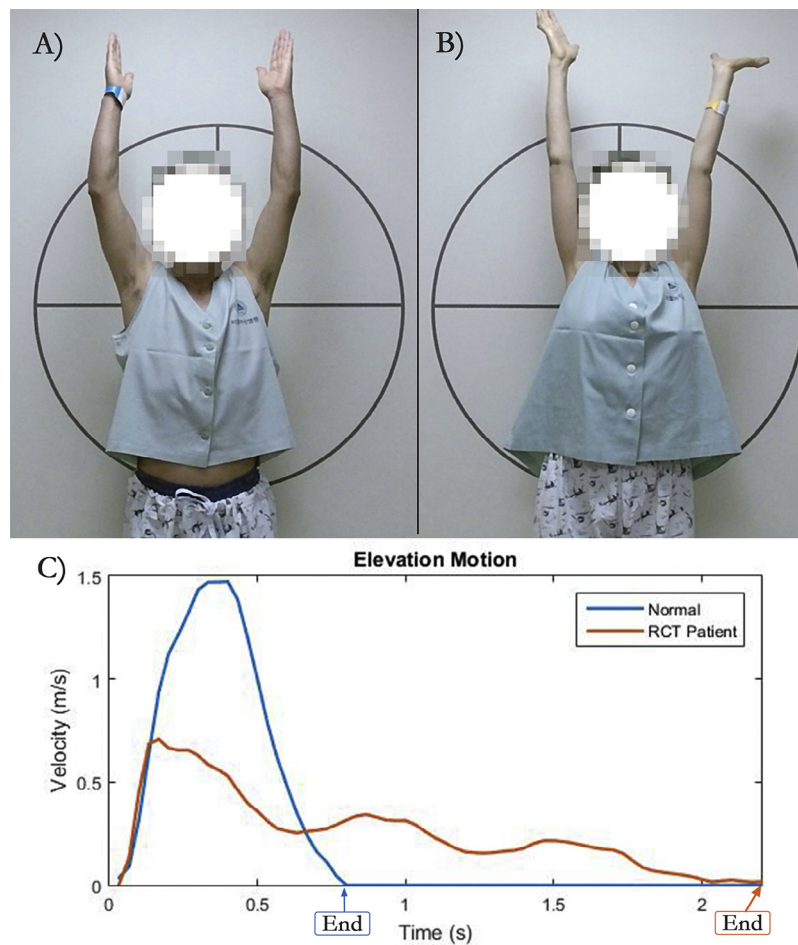 A)
B)
C)
Elevation Motion
1.5
1
0.5
0
Velocity (m/s)
Normal
RCT Patient
0
0.5
1
1.5
2
End
End
Time (s)